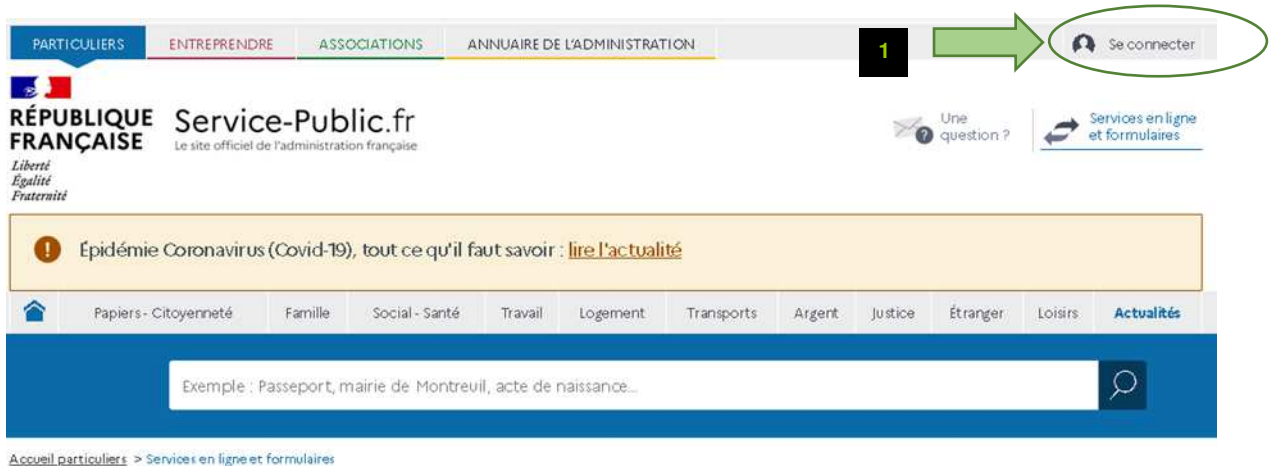 PARTICULIERS ENTREPRENDRE ASSOCIATIONS ANNUAIRE DE L'ADMINISTRATION 1 Se connecter
RÉPUBLIQUE
FRANÇAISE
Liberté
Égalité
Fraternité
Service-Public.fr
Le site officiel de l'administration française
Une
question ?
Services en ligne
et formulaires
Épidémie Coronavirus (Covid-19), tout ce qu'il faut savoir : lire l'actualité
Papiers - Citoyenneté Famille Social - Santé Travail Logement Transports Argent Justice Étranger Loisirs Actualités
Exemple : Passeport, mairie de Montreuil, acte de naissance...
Accueil particuliers > Services en ligne et formulaires